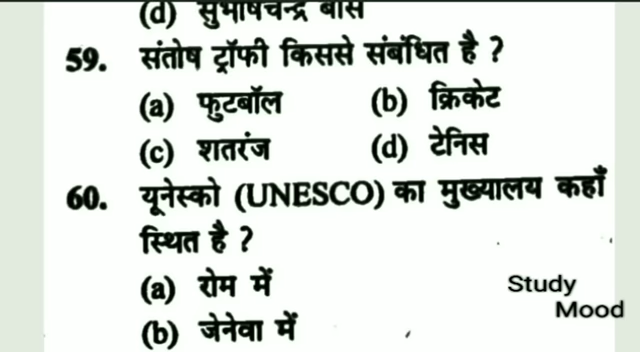 (d) सुभाषचन्द्र बोस
59. संतोष ट्रॉफी किससे संबंधित है ?
(a) फुटबॉल (b) क्रिकेट
(c) शतरंज (d) टेनिस
60. यूनेस्को (UNESCO) का मुख्यालय कहाँ
स्थित है ?
(a) रोम में
Study
Mood
(b) जेनेवा में